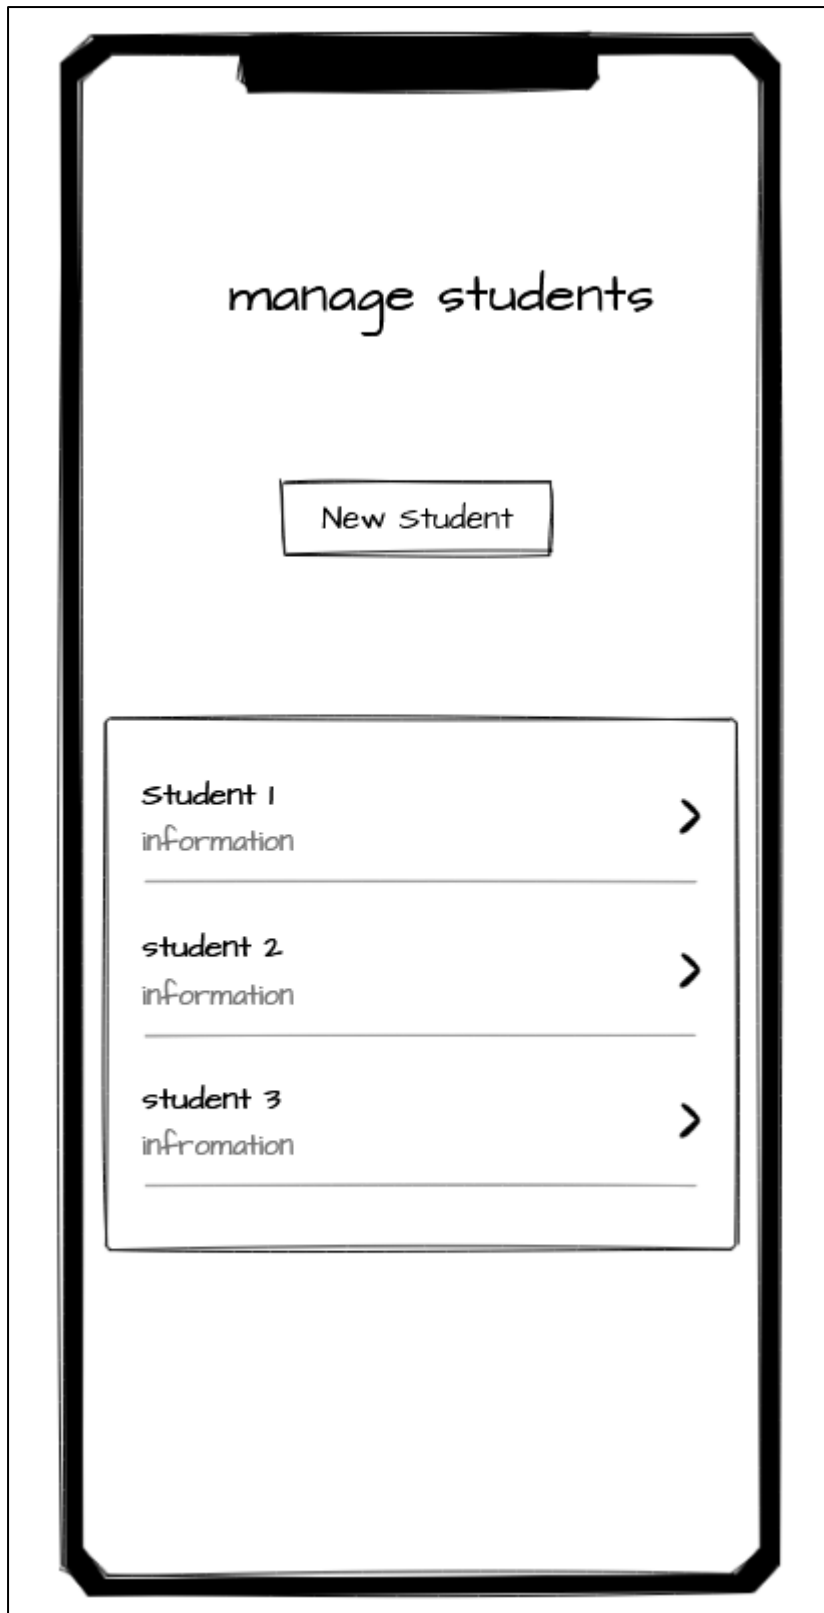 manage students
New Student
Student 1
information
student 2
information
student 3
infromation